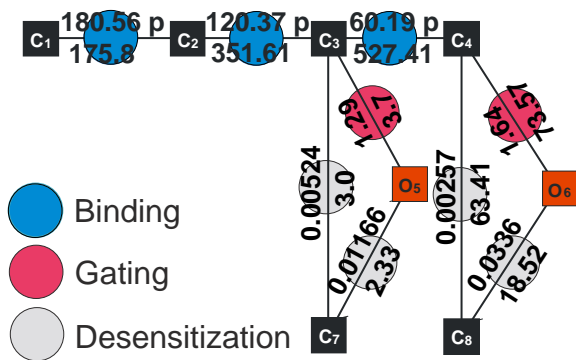 180.56 p
120.37 p
60.19 p
C1
C2
C3
C4
175.8
351.61
527.41
1.29
3.7
1.64
73.57
0.00524
3.0
0.00257
63.41
O5
O6
0.01166
2.33
0.0336
18.52
Binding
Gating
Desensitization
C7
C8